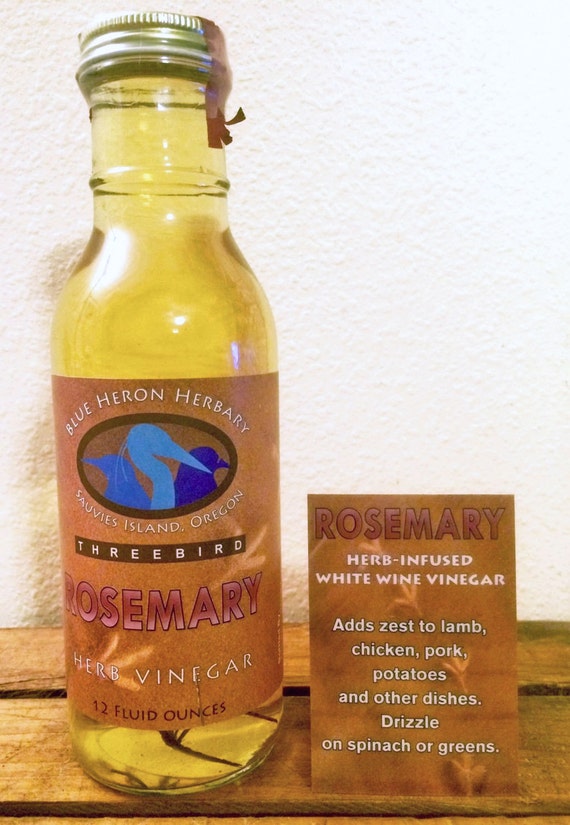 BLUE HERON HERBARY
SAUVIES ISLAND, OREGON
THREEBIRD
ROSEMARY
HERB VINEGAR
12 FLUID OUNCES
ROSEMARY
HERB-INFUSED
WHITE WINE VINEGAR
Adds zest to lamb,
chicken, pork,
potatoes
and other dishes.
Drizzle
on spinach or greens.